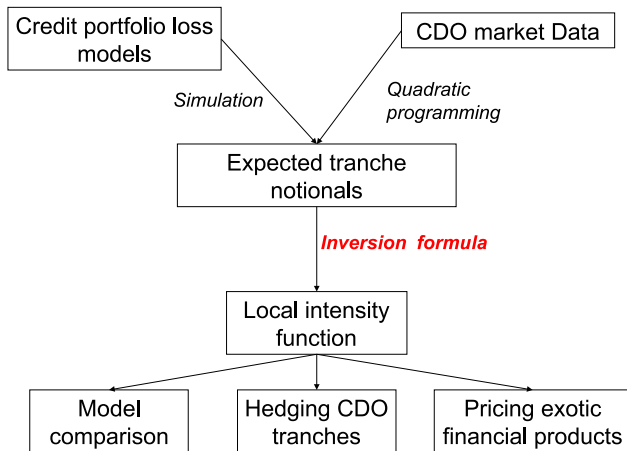 Credit portfolio loss
models
CDO market Data
Simulation
Quadratic
programming
Expected tranche
notionals
Inversion formula
Local intensity
function
Model
comparison
Hedging CDO
tranches
Pricing exotic
financial products